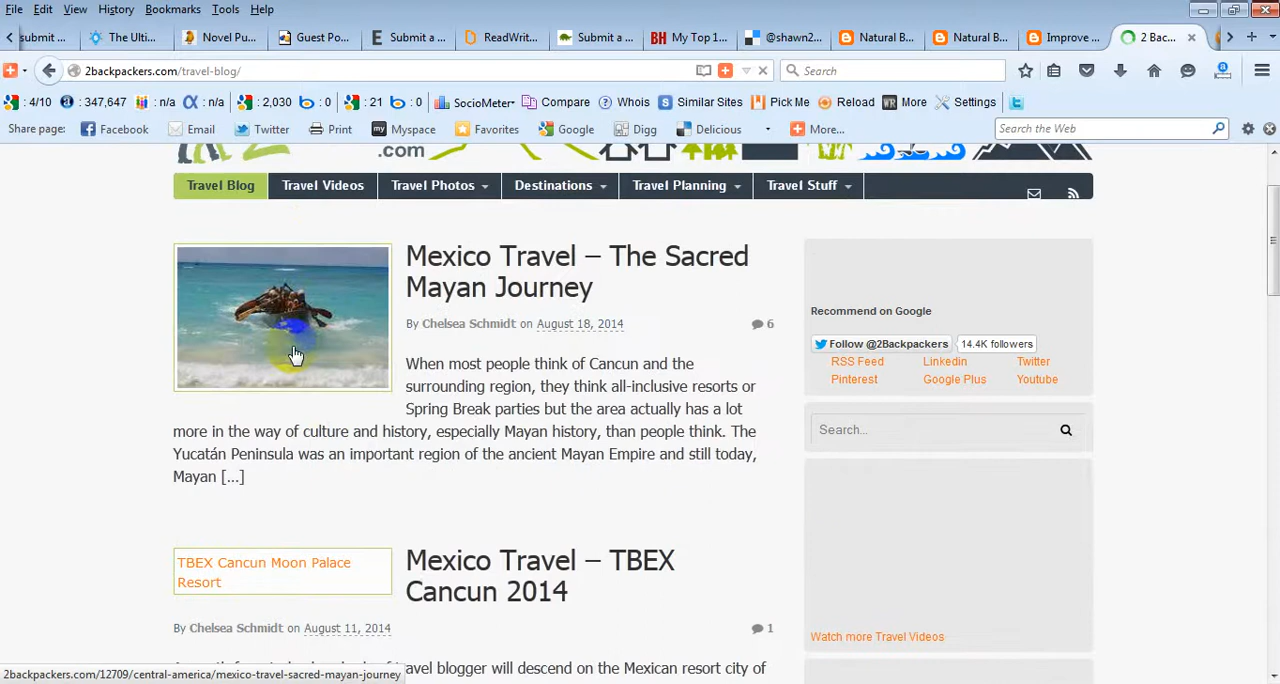 File Edit View History Bookmarks Tools Help
submit ... The Ulti... Novel Pu... Guest Po... Submit a ... ReadWrit... Submit a ... My Top 1... @shawn2... Natural B... Natural B... Improve ... 2 Bac...
2backpackers.com/travel-blog/ Search
: 4/10 : 347,647 : n/a : n/a : 2,030 : 0 : 21 : 0 SocioMeter Compare Whois Similar Sites Pick Me Reload More Settings
Share page: Facebook Email Twitter Print Myspace Favorites Google Digg Delicious More... Search the Web
.com
Travel Blog Travel Videos Travel Photos Destinations Travel Planning Travel Stuff
Mexico Travel – The Sacred
Mayan Journey
By Chelsea Schmidt on August 18, 2014 6
When most people think of Cancun and the
surrounding region, they think all-inclusive resorts or
Spring Break parties but the area actually has a lot
more in the way of culture and history, especially Mayan history, than people think. The
Yucatán Peninsula was an important region of the ancient Mayan Empire and still today,
Mayan [...]
Recommend on Google
Follow @2Backpackers 14.4K followers
RSS Feed Linkedin Twitter
Pinterest Google Plus Youtube
Search...
Watch more Travel Videos
TBEX Cancun Moon Palace
Resort
Mexico Travel – TBEX
Cancun 2014
By Chelsea Schmidt on August 11, 2014 1
travel blogger will descend on the Mexican resort city of
2backpackers.com/12709/central-america/mexico-travel-sacred-mayan-journey